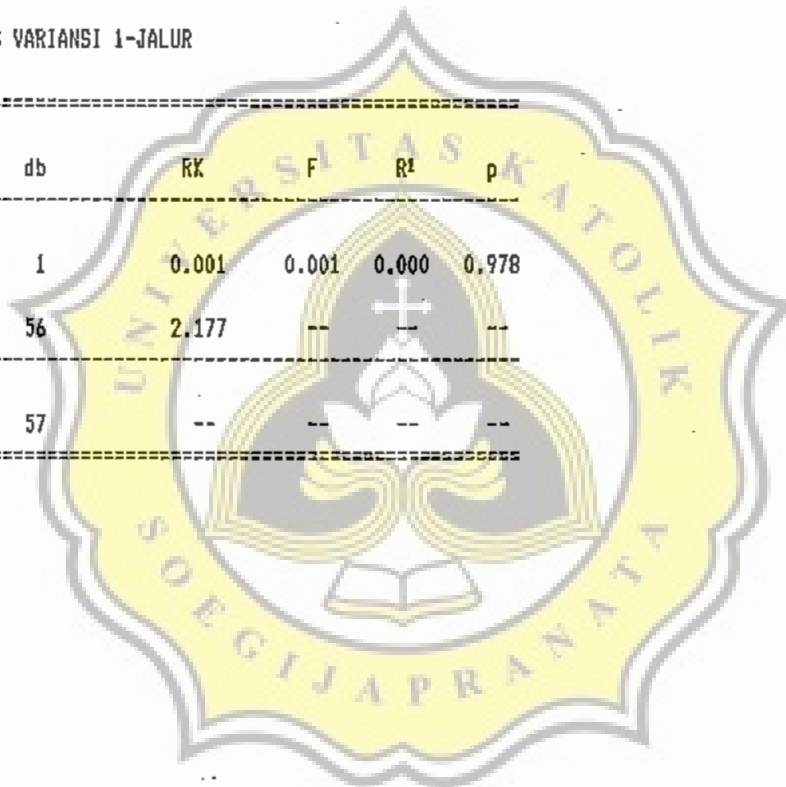 VARIANSI 1-JALUR
db RK F R² p
1 0.001 0.001 0.000 0.978
56 2.177 -- -- --
57 -- -- -- --
UNIVERSITAS KATOLIK
SOEGIJAPRANATA